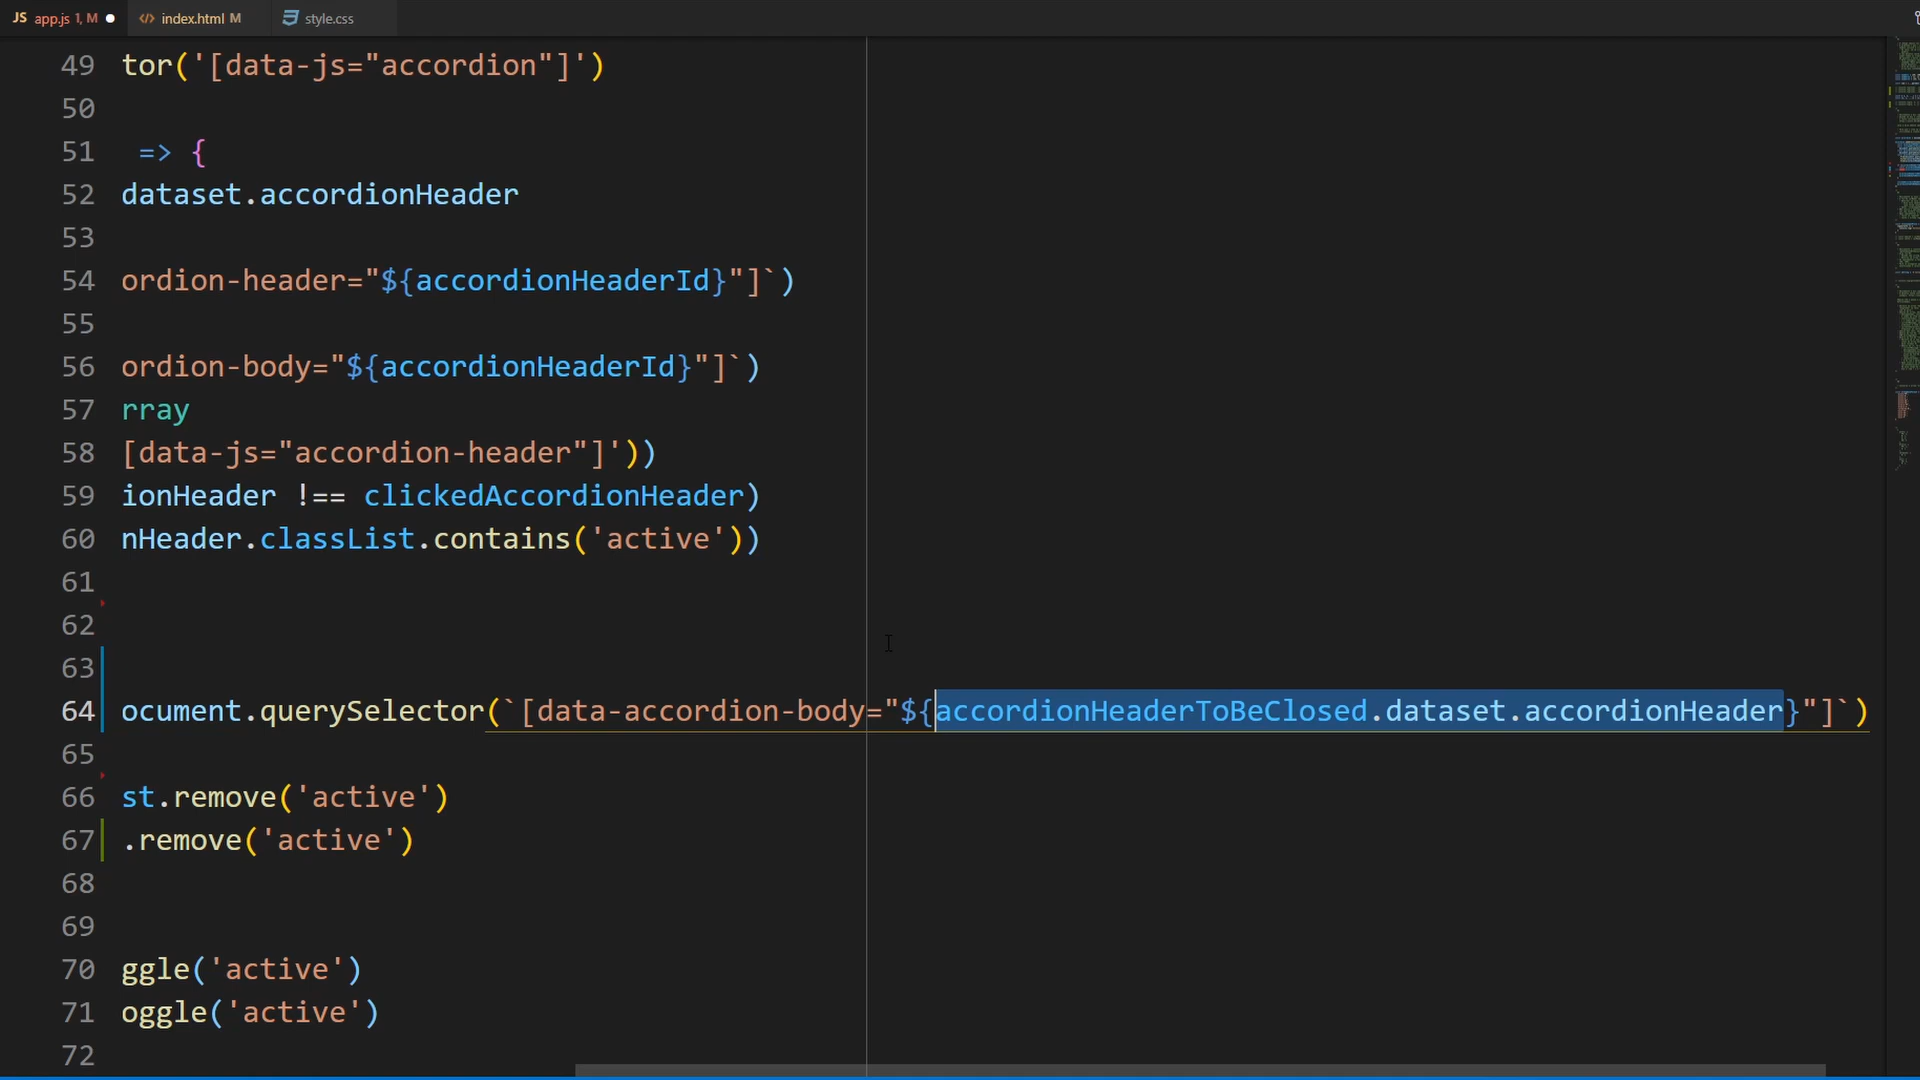 JS app.js 1, M ● <> index.html M style.css
49 tor('[data-js="accordion"]')
50
51 => {
52 dataset.accordionHeader
53
54 ordion-header="${accordionHeaderId}"]`)
55
56 ordion-body="${accordionHeaderId}"]`)
57 rray
58 [data-js="accordion-header"]'))
59 ionHeader !== clickedAccordionHeader)
60 nHeader.classList.contains('active'))
61
62
63
64 ocument.querySelector(`[data-accordion-body="${accordionHeaderToBeClosed.dataset.accordionHeader}"]`)
65
66 st.remove('active')
67 .remove('active')
68
69
70 ggle('active')
71 oggle('active')
72